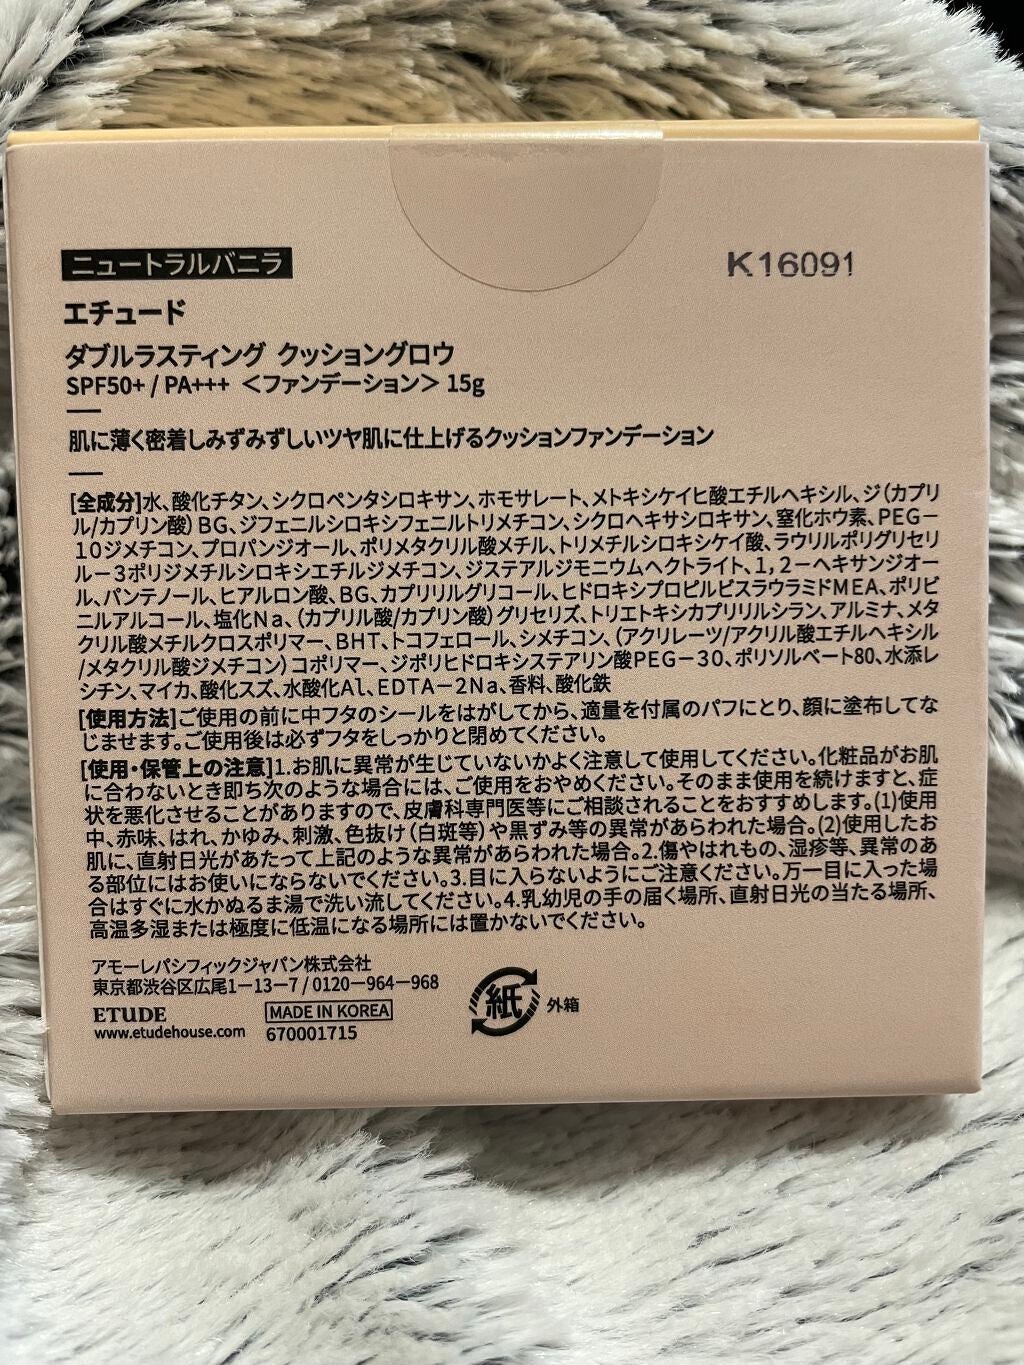 ニュートラルバニラ
K16091
エチュード
ダブルラスティング クッショングロウ
SPF50+ / PA+++ ＜ファンデーション＞ 15g
肌に薄く密着しみずみずしいツヤ肌に仕上げるクッションファンデーション
[全成分]水、酸化チタン、シクロペンタシロキサン、ホモサレート、メトキシケイヒ酸エチルヘキシル、ジ（カプリ
ル/カプリン酸）BG、ジフェニルシロキシフェニルトリメチコン、シクロヘキサシロキサン、窒化ホウ素、PEG－
10ジメチコン、プロパンジオール、ポリメタクリル酸メチル、トリメチルシロキシケイ酸、ラウリルポリグリセリ
ル－3ポリジメチルシロキシエチルジメチコン、ジステアルジモニウムヘクトライト、1,2－ヘキサンジオー
ル、パンテノール、ヒアルロン酸、BG、カプリリルグリコール、ヒドロキシプロピルビスラウラミドMEA、ポリビ
ニルアルコール、塩化Na、（カプリル酸/カプリン酸）グリセリズ、トリエトキシカプリリルシラン、アルミナ、メタ
クリル酸メチルクロスポリマー、BHT、トコフェロール、シメチコン、（アクリレーツ/アクリル酸エチルヘキシル
/メタクリル酸ジメチコン）コポリマー、ジポリヒドロキシステアリン酸PEG－30、ポリソルベート80、水添レ
シチン、マイカ、酸化スズ、水酸化Al、EDTA－2Na、香料、酸化鉄
[使用方法]ご使用の前に中フタのシールをはがしてから、適量を付属のパフにとり、顔に塗布してな
じませます。ご使用後は必ずフタをしっかりと閉めてください。
[使用・保管上の注意]1.お肌に異常が生じていないかよく注意して使用してください。化粧品がお肌
に合わないとき即ち次のような場合には、ご使用をおやめください。そのまま使用を続けますと、症
状を悪化させることがありますので、皮膚科専門医等にご相談されることをおすすめします。(1)使用
中、赤味、はれ、かゆみ、刺激、色抜け（白斑等）や黒ずみ等の異常があらわれた場合。(2)使用したお
肌に、直射日光があたって上記のような異常があらわれた場合。2.傷やはれもの、湿疹等、異常のあ
る部位にはお使いにならないでください。3.目に入らないようにご注意ください。万一目に入った場
合はすぐに水かぬるま湯で洗い流してください。4.乳幼児の手の届く場所、直射日光の当たる場所、
高温多湿または極度に低温になる場所には置かないでください。
アモーレパシフィックジャパン株式会社
東京都渋谷区広尾1－13－7 / 0120－964－968
ETUDE
MADE IN KOREA
www.etudehouse.com
670001715
紙
外箱